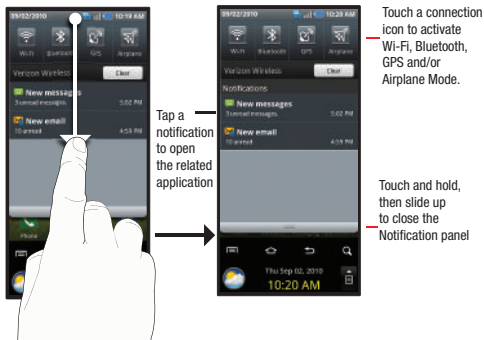 09/02/2010 10:19 AM
Wi-Fi Bluetooth GPS Airplane
Verizon Wireless Clear
New messages
3 unread messages. 5:02 PM
New email
10 unread 4:59 PM
Phone
09/02/2010 10:20 AM
Wi-Fi Bluetooth GPS Airplane
Verizon Wireless Clear
Notifications
New messages
3 unread messages. 5:02 PM
New email
10 unread 4:59 PM
Thu Sep 02, 2010
10:20 AM
Tap a
notification
to open
the related
application
Touch a connection
icon to activate
Wi-Fi, Bluetooth,
GPS and/or
Airplane Mode.
Touch and hold,
then slide up
to close the
Notification panel